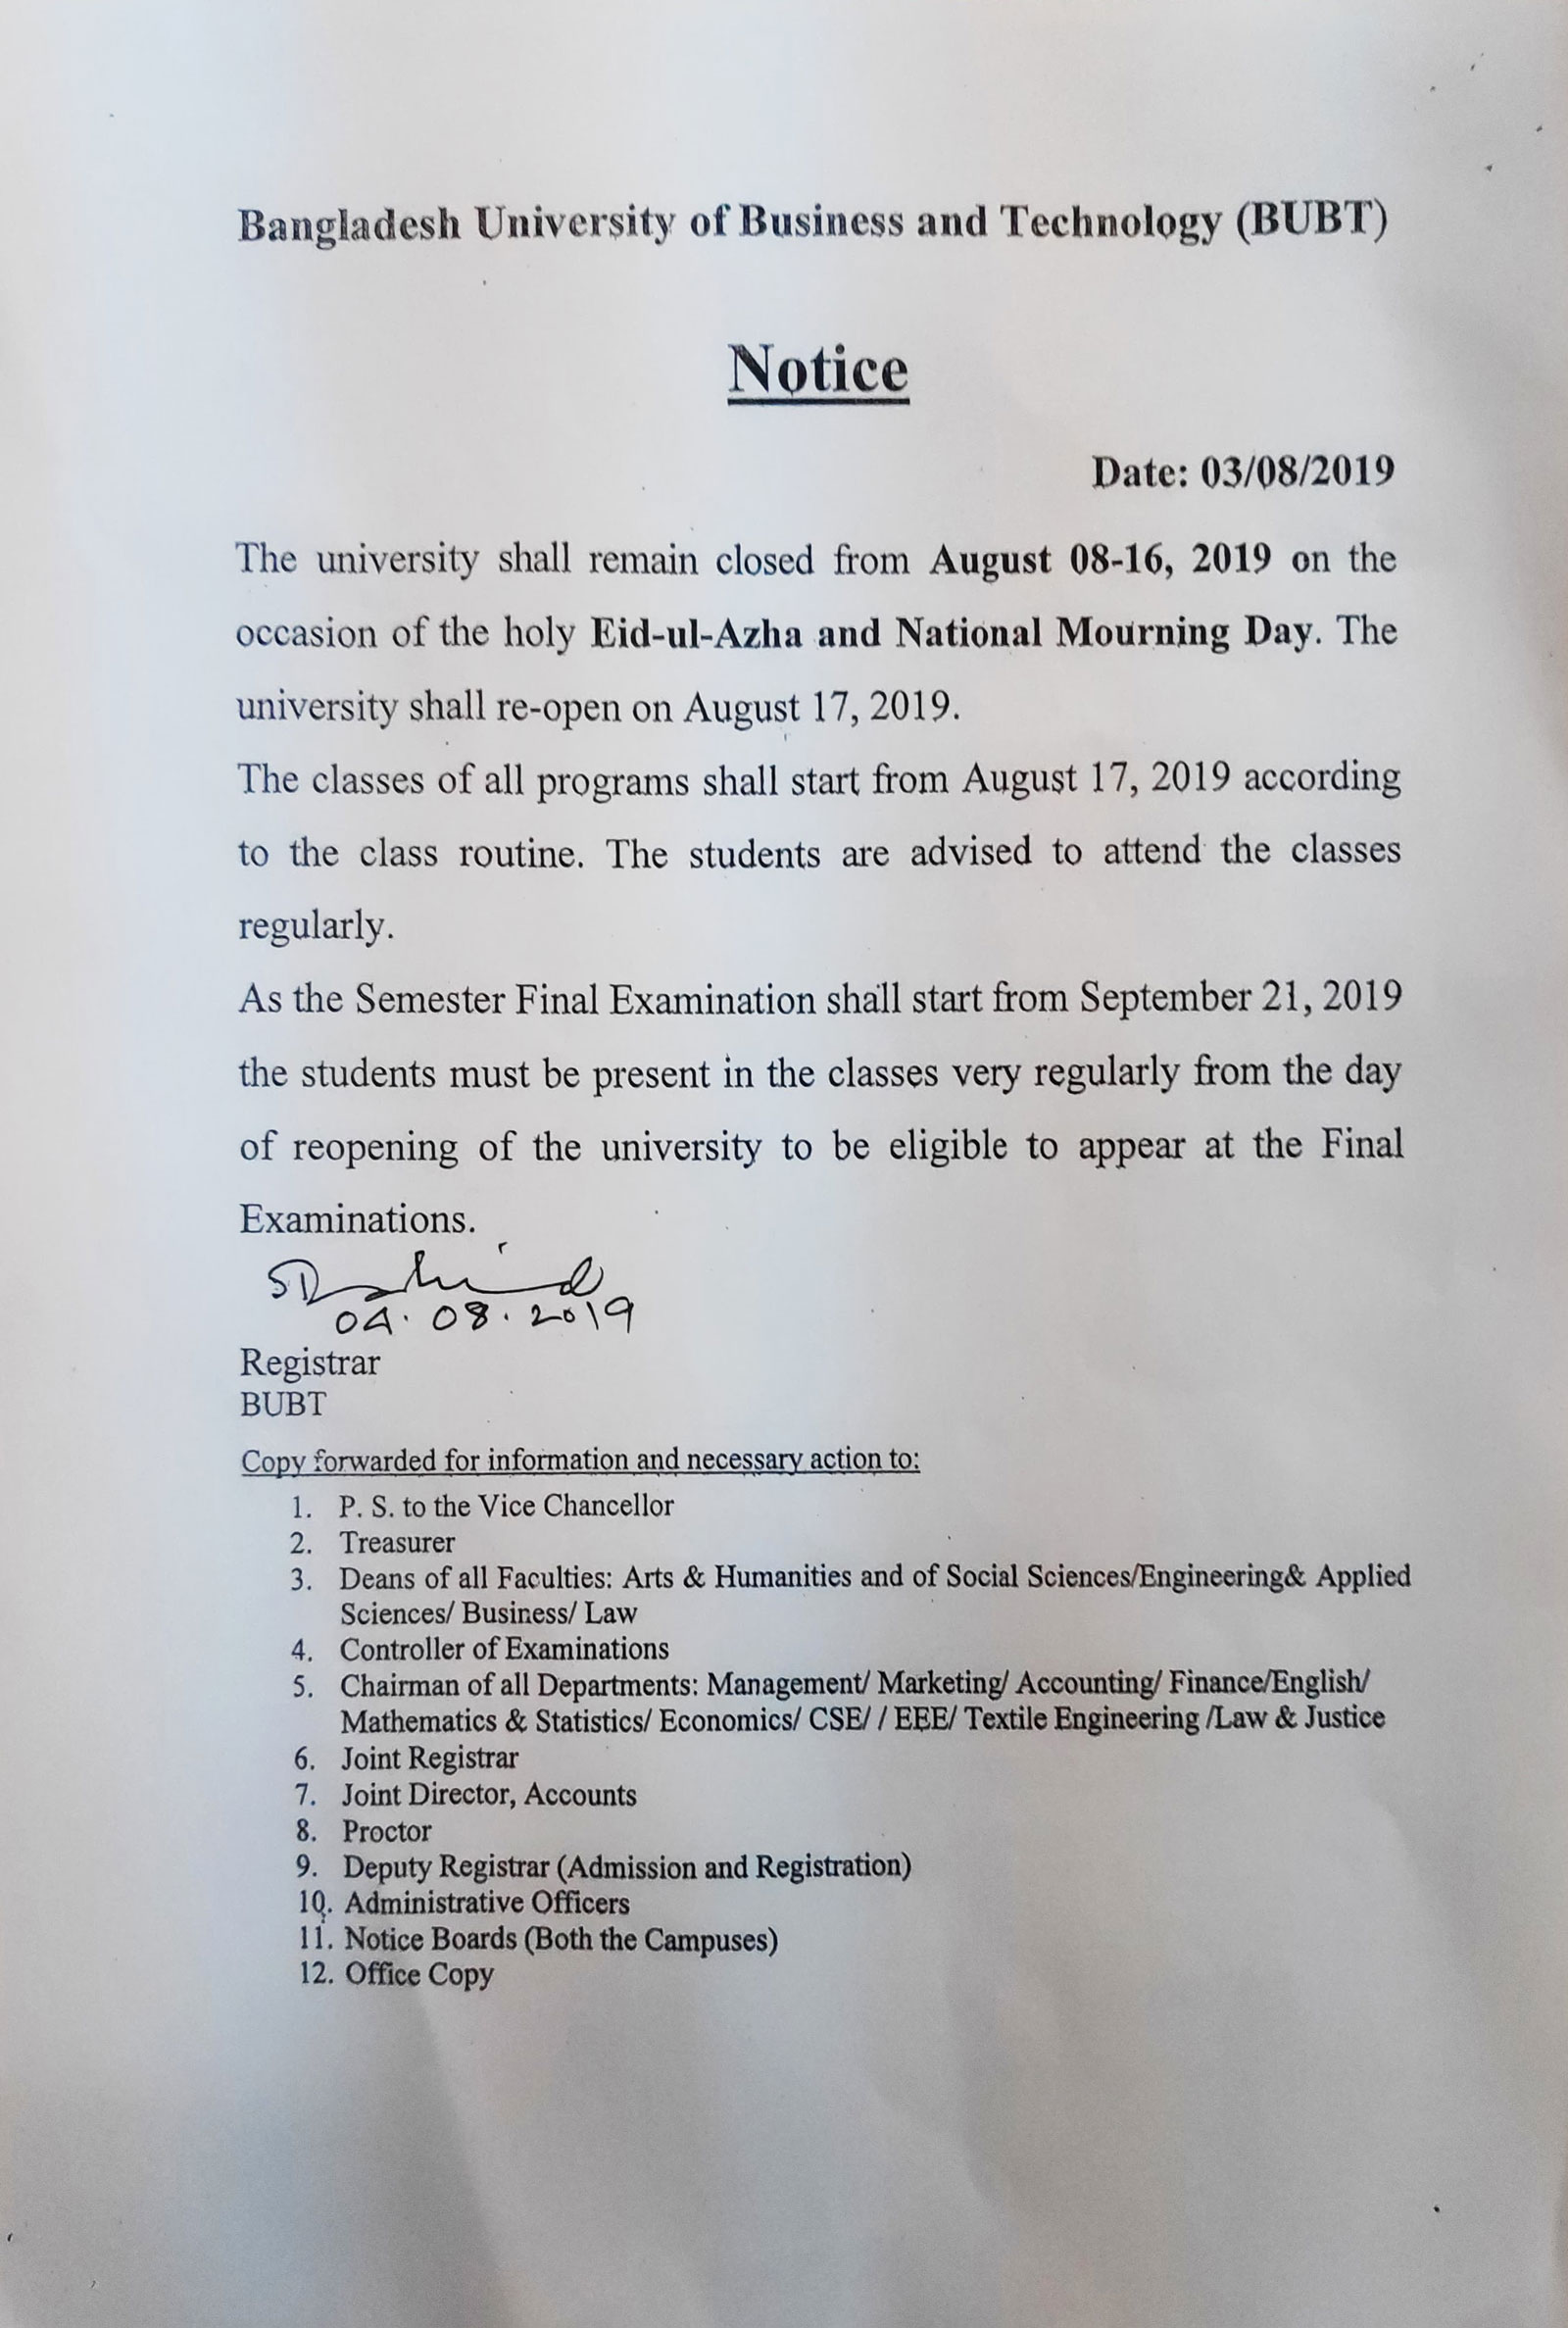 Bangladesh University of Business and Technology (BUBT)
Notice
Date: 03/08/2019
The university shall remain closed from August 08-16, 2019 on the
occasion of the holy Eid-ul-Azha and National Mourning Day. The
university shall re-open on August 17, 2019.
The classes of all programs shall start from August 17, 2019 according
to the class routine. The students are advised to attend the classes
regularly.
As the Semester Final Examination shall start from September 21, 2019
the students must be present in the classes very regularly from the day
of reopening of the university to be eligible to appear at the Final
Examinations.
04.08.2019
Registrar
BUBT
Copy forwarded for information and necessary action to:
1. P. S. to the Vice Chancellor
2. Treasurer
3. Deans of all Faculties: Arts & Humanities and of Social Sciences/Engineering& Applied
Sciences/ Business/ Law
4. Controller of Examinations
5. Chairman of all Departments: Management/ Marketing/ Accounting/ Finance/English/
Mathematics & Statistics/ Economics/ CSE/ / EEE/ Textile Engineering /Law & Justice
6. Joint Registrar
7. Joint Director, Accounts
8. Proctor
9. Deputy Registrar (Admission and Registration)
10. Administrative Officers
11. Notice Boards (Both the Campuses)
12. Office Copy